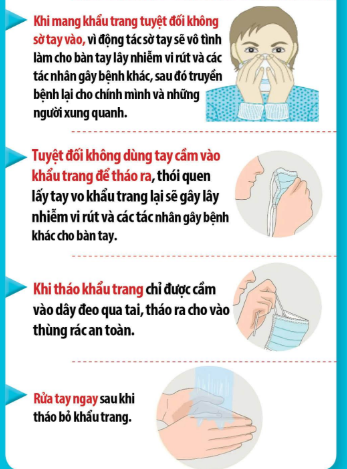 Khi mang khẩu trang tuyệt đối không
sờ tay vào, vì động tác sờ tay sẽ vô tình
làm cho bàn tay lây nhiễm vi rút và các
tác nhân gây bệnh khác, sau đó truyền
bệnh lại cho chính mình và những
người xung quanh.
Tuyệt đối không dùng tay cầm vào
khẩu trang để tháo ra, thói quen
lấy tay vo khẩu trang lại sẽ gây lây
nhiễm vi rút và các tác nhân gây bệnh
khác cho bàn tay.
Khi tháo khẩu trang chỉ được cầm
vào dây đeo qua tai, tháo ra cho vào
thùng rác an toàn.
Rửa tay ngay sau khi
tháo bỏ khẩu trang.